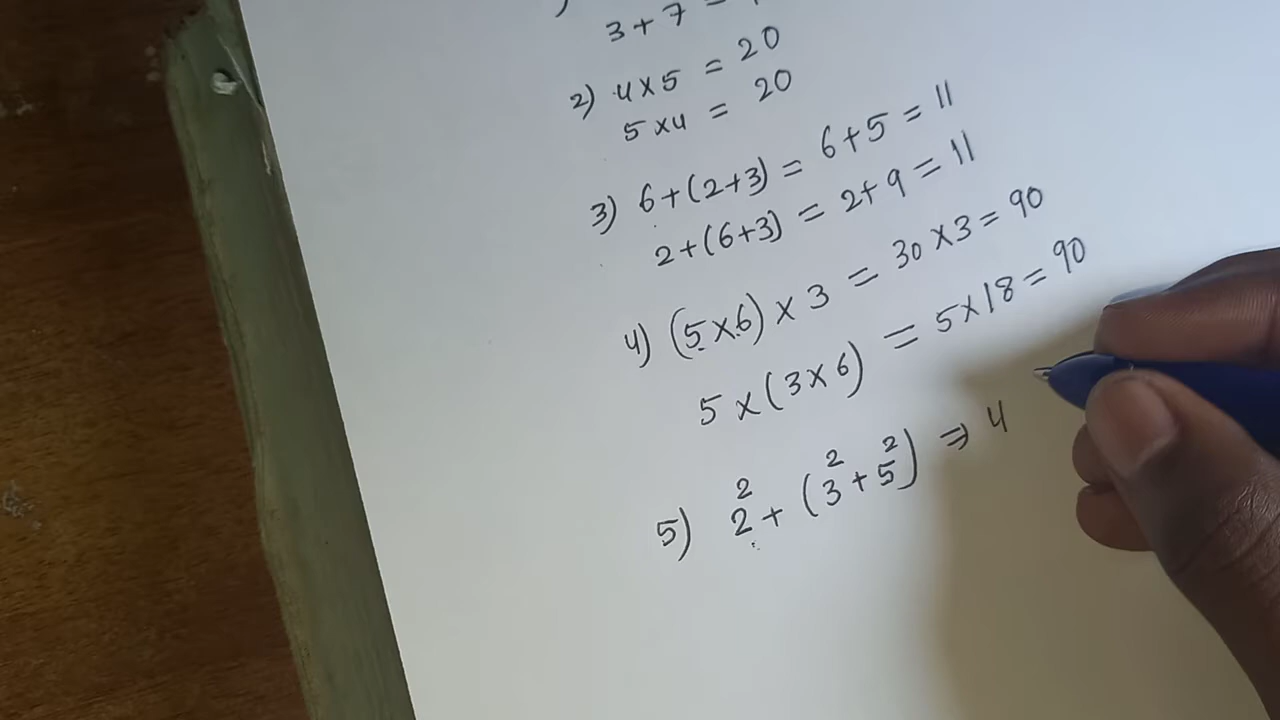 3 + 7 =
2) 4 x 5 = 20
5 x 4 = 20
3) 6 + (2+3) = 6 + 5 = 11
2 + (6+3) = 2 + 9 = 11
4) (5 x 6) x 3 = 30 x 3 = 90
5 x (3 x 6) = 5 x 18 = 90
5) 2² + (3² + 5²) ⇒ 4